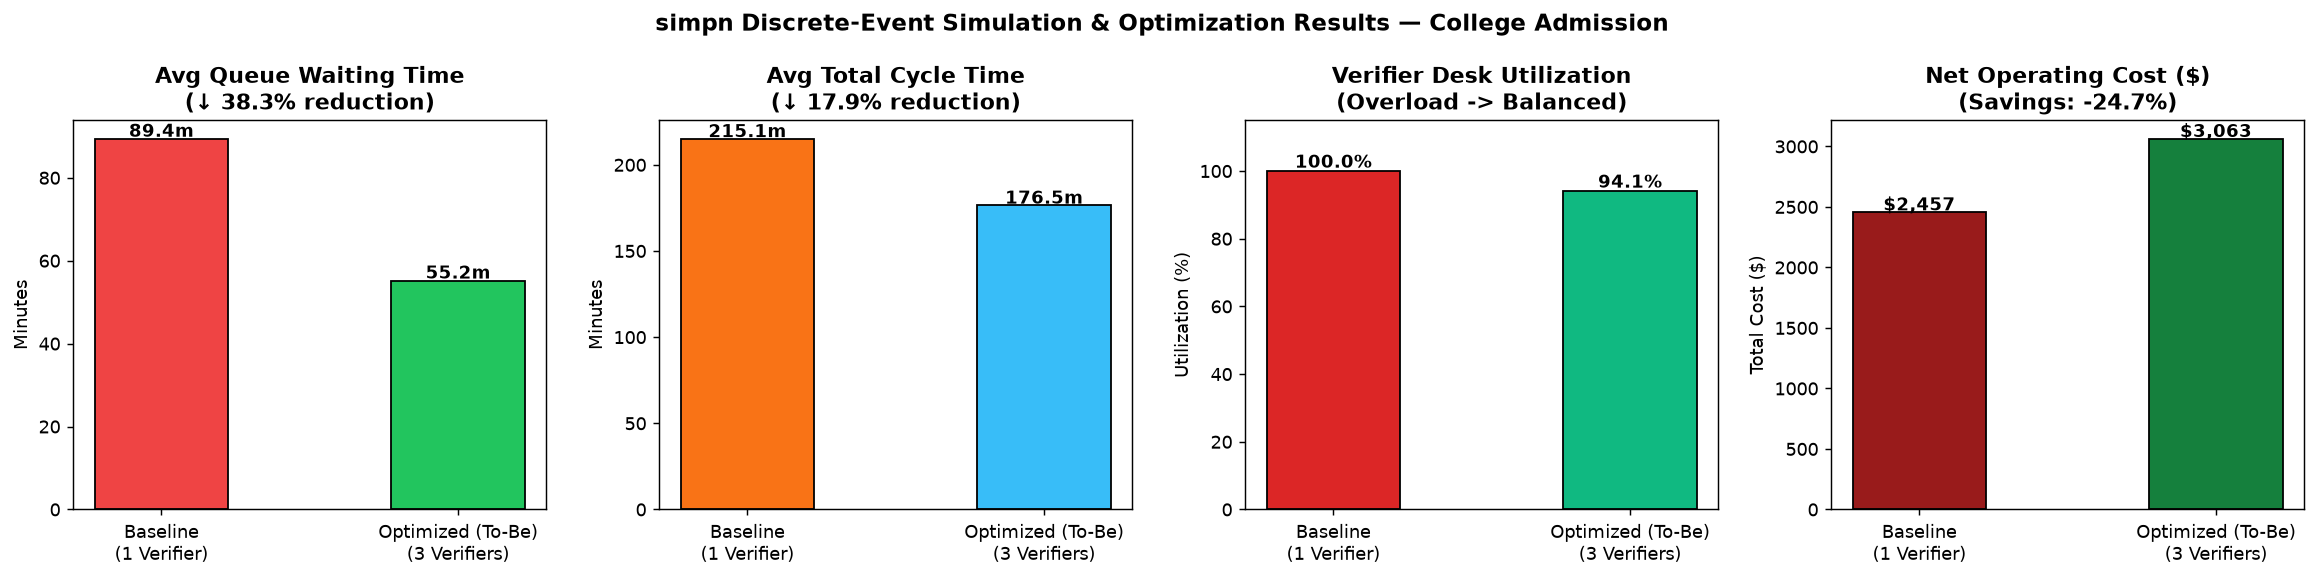 simpn Discrete-Event Simulation & Optimization Results — College Admission
Avg Queue Waiting Time
(↓ 38.3% reduction)
89.4m
55.2m
80
60
40
20
0
Minutes
Baseline
(1 Verifier)
Optimized (To-Be)
(3 Verifiers)
Avg Total Cycle Time
(↓ 17.9% reduction)
215.1m
176.5m
200
150
100
50
0
Minutes
Baseline
(1 Verifier)
Optimized (To-Be)
(3 Verifiers)
Verifier Desk Utilization
(Overload -> Balanced)
100.0%
94.1%
100
80
60
40
20
0
Utilization (%)
Baseline
(1 Verifier)
Optimized (To-Be)
(3 Verifiers)
Net Operating Cost ($)
(Savings: -24.7%)
$2,457
$3,063
3000
2500
2000
1500
1000
500
0
Total Cost ($)
Baseline
(1 Verifier)
Optimized (To-Be)
(3 Verifiers)